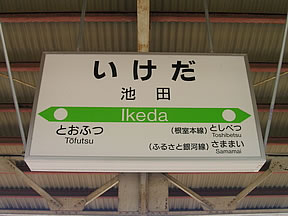 いけだ
池田
Ikeda
とおふつ
Tōfutsu
(根室本線) としべつ
Toshibetsu
(ふるさと銀河線) さままい
Samamai